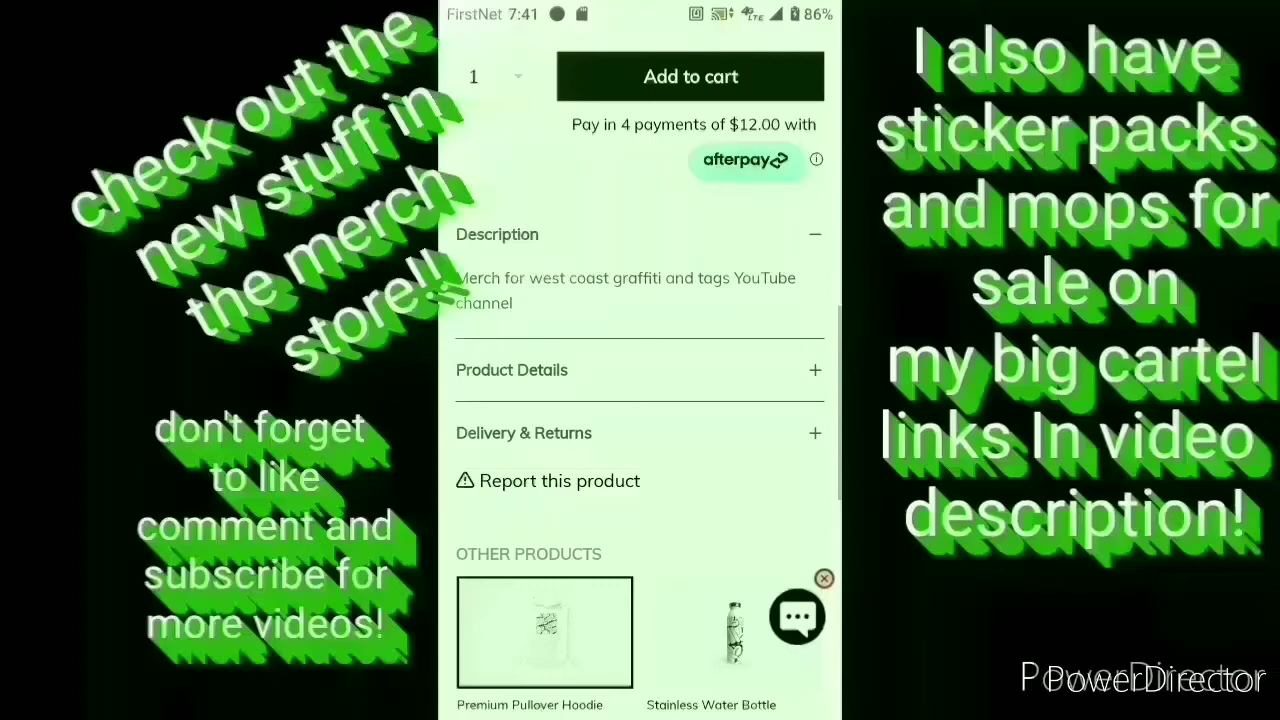 check out the
new stuff in
the merch
store!!
don't forget
to like
comment and
subscribe for
more videos!
FirstNet 7:41
4G LTE 86%
1
Add to cart
Pay in 4 payments of $12.00 with
afterpay
Description
Merch for west coast graffiti and tags YouTube
channel
Product Details
Delivery & Returns
Report this product
OTHER PRODUCTS
Premium Pullover Hoodie
Stainless Water Bottle
I also have
sticker packs
and mops for
sale on
my big cartel
links In video
description!
PowerDirector